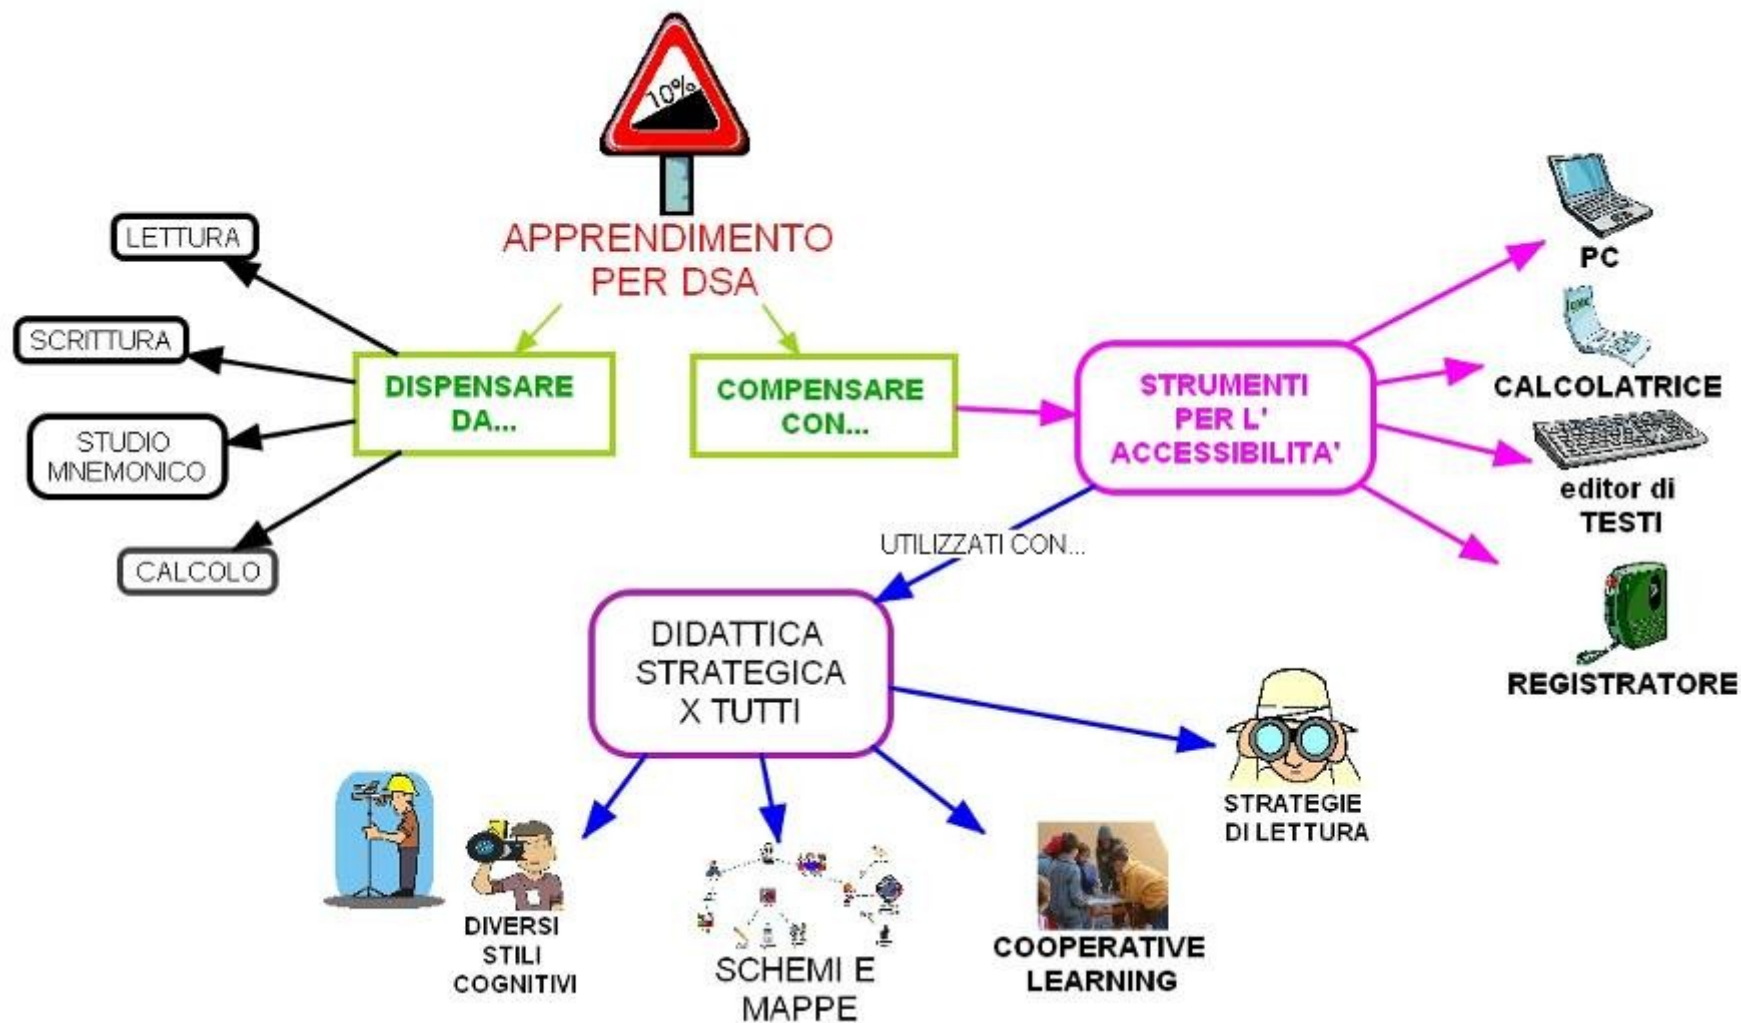 10%
APPRENDIMENTO
PER DSA
LETTURA
SCRITTURA
STUDIO
MNEMONICO
CALCOLO
DISPENSARE
DA...
COMPENSARE
CON...
STRUMENTI
PER L'
ACCESSIBILITA'
PC
CALCOLATRICE
editor di
TESTI
REGISTRATORE
UTILIZZATI CON...
DIDATTICA
STRATEGICA
X TUTTI
STRATEGIE
DI LETTURA
DIVERSI
STILI
COGNITIVI
SCHEMI E
MAPPE
COOPERATIVE
LEARNING